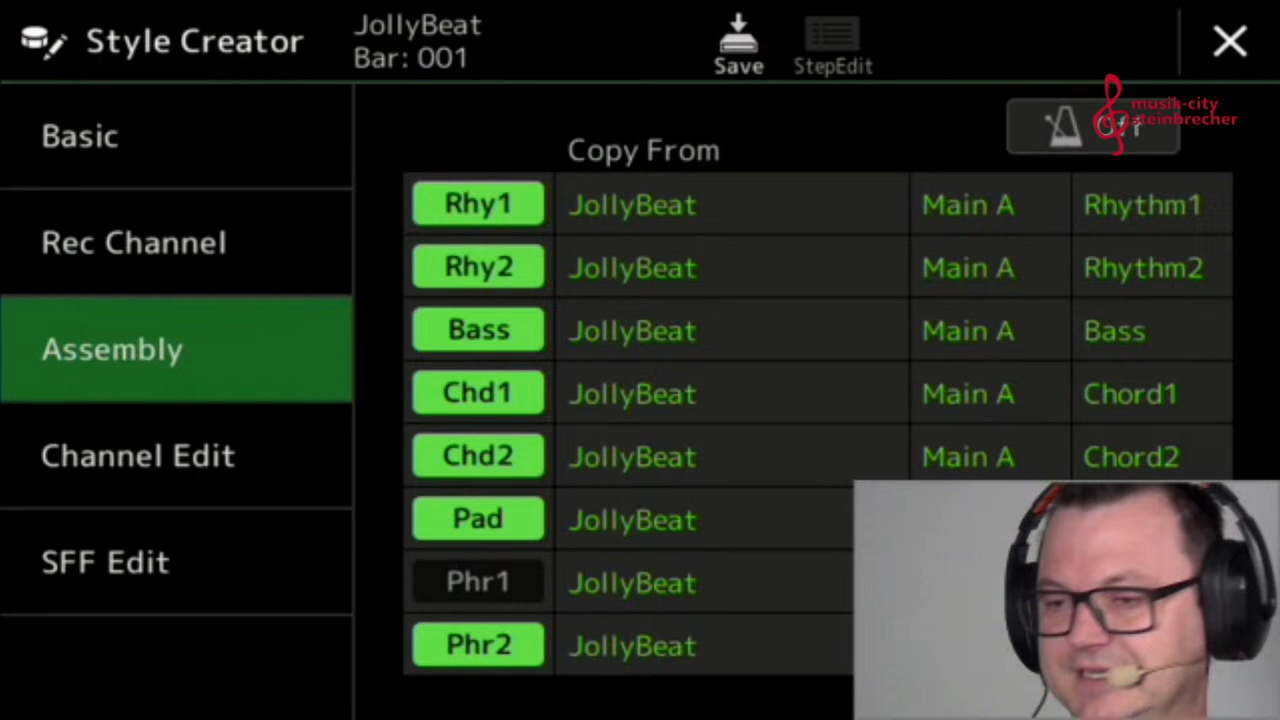 Style Creator
JollyBeat
Bar: 001
Save
StepEdit
musik-city
steinbrecher
Basic
Off
Copy From
Rec Channel
Rhy1 JollyBeat Main A Rhythm1
Rhy2 JollyBeat Main A Rhythm2
Assembly
Bass JollyBeat Main A Bass
Chd1 JollyBeat Main A Chord1
Channel Edit
Chd2 JollyBeat Main A Chord2
Pad JollyBeat
SFF Edit
Phr1 JollyBeat
Phr2 JollyBeat